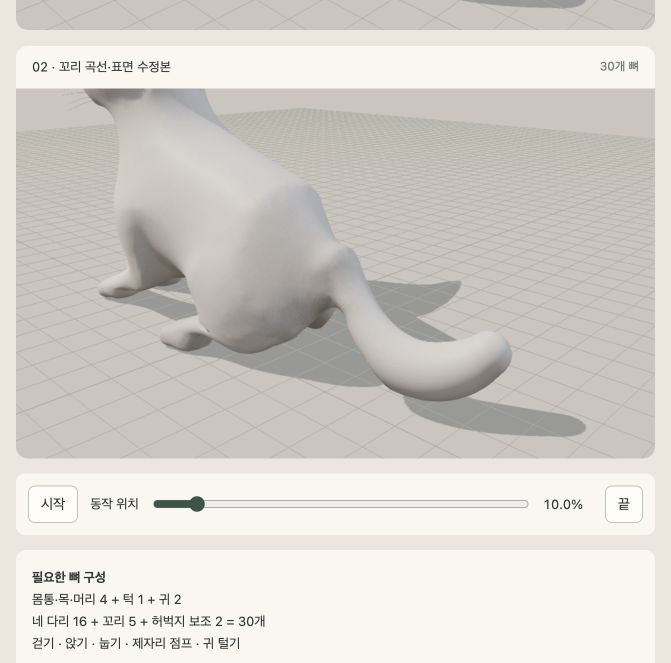 02 · 꼬리 곡선·표면 수정본
30개 뼈
시작 동작 위치 10.0% 끝
필요한 뼈 구성
몸통·목·머리 4 + 턱 1 + 귀 2
네 다리 16 + 꼬리 5 + 허벅지 보조 2 = 30개
걷기 · 앉기 · 눕기 · 제자리 점프 · 귀 털기